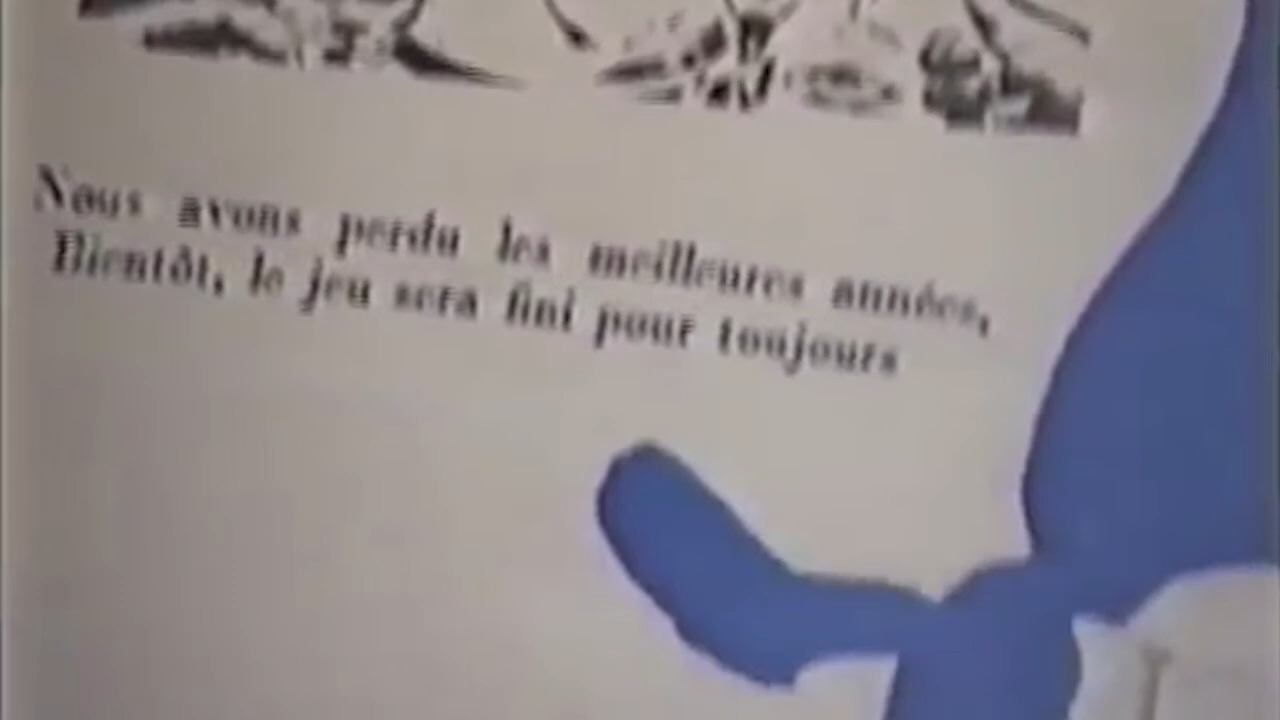 Nous avons perdu les meilleures années,
Bientôt, le jeu sera fini pour toujours